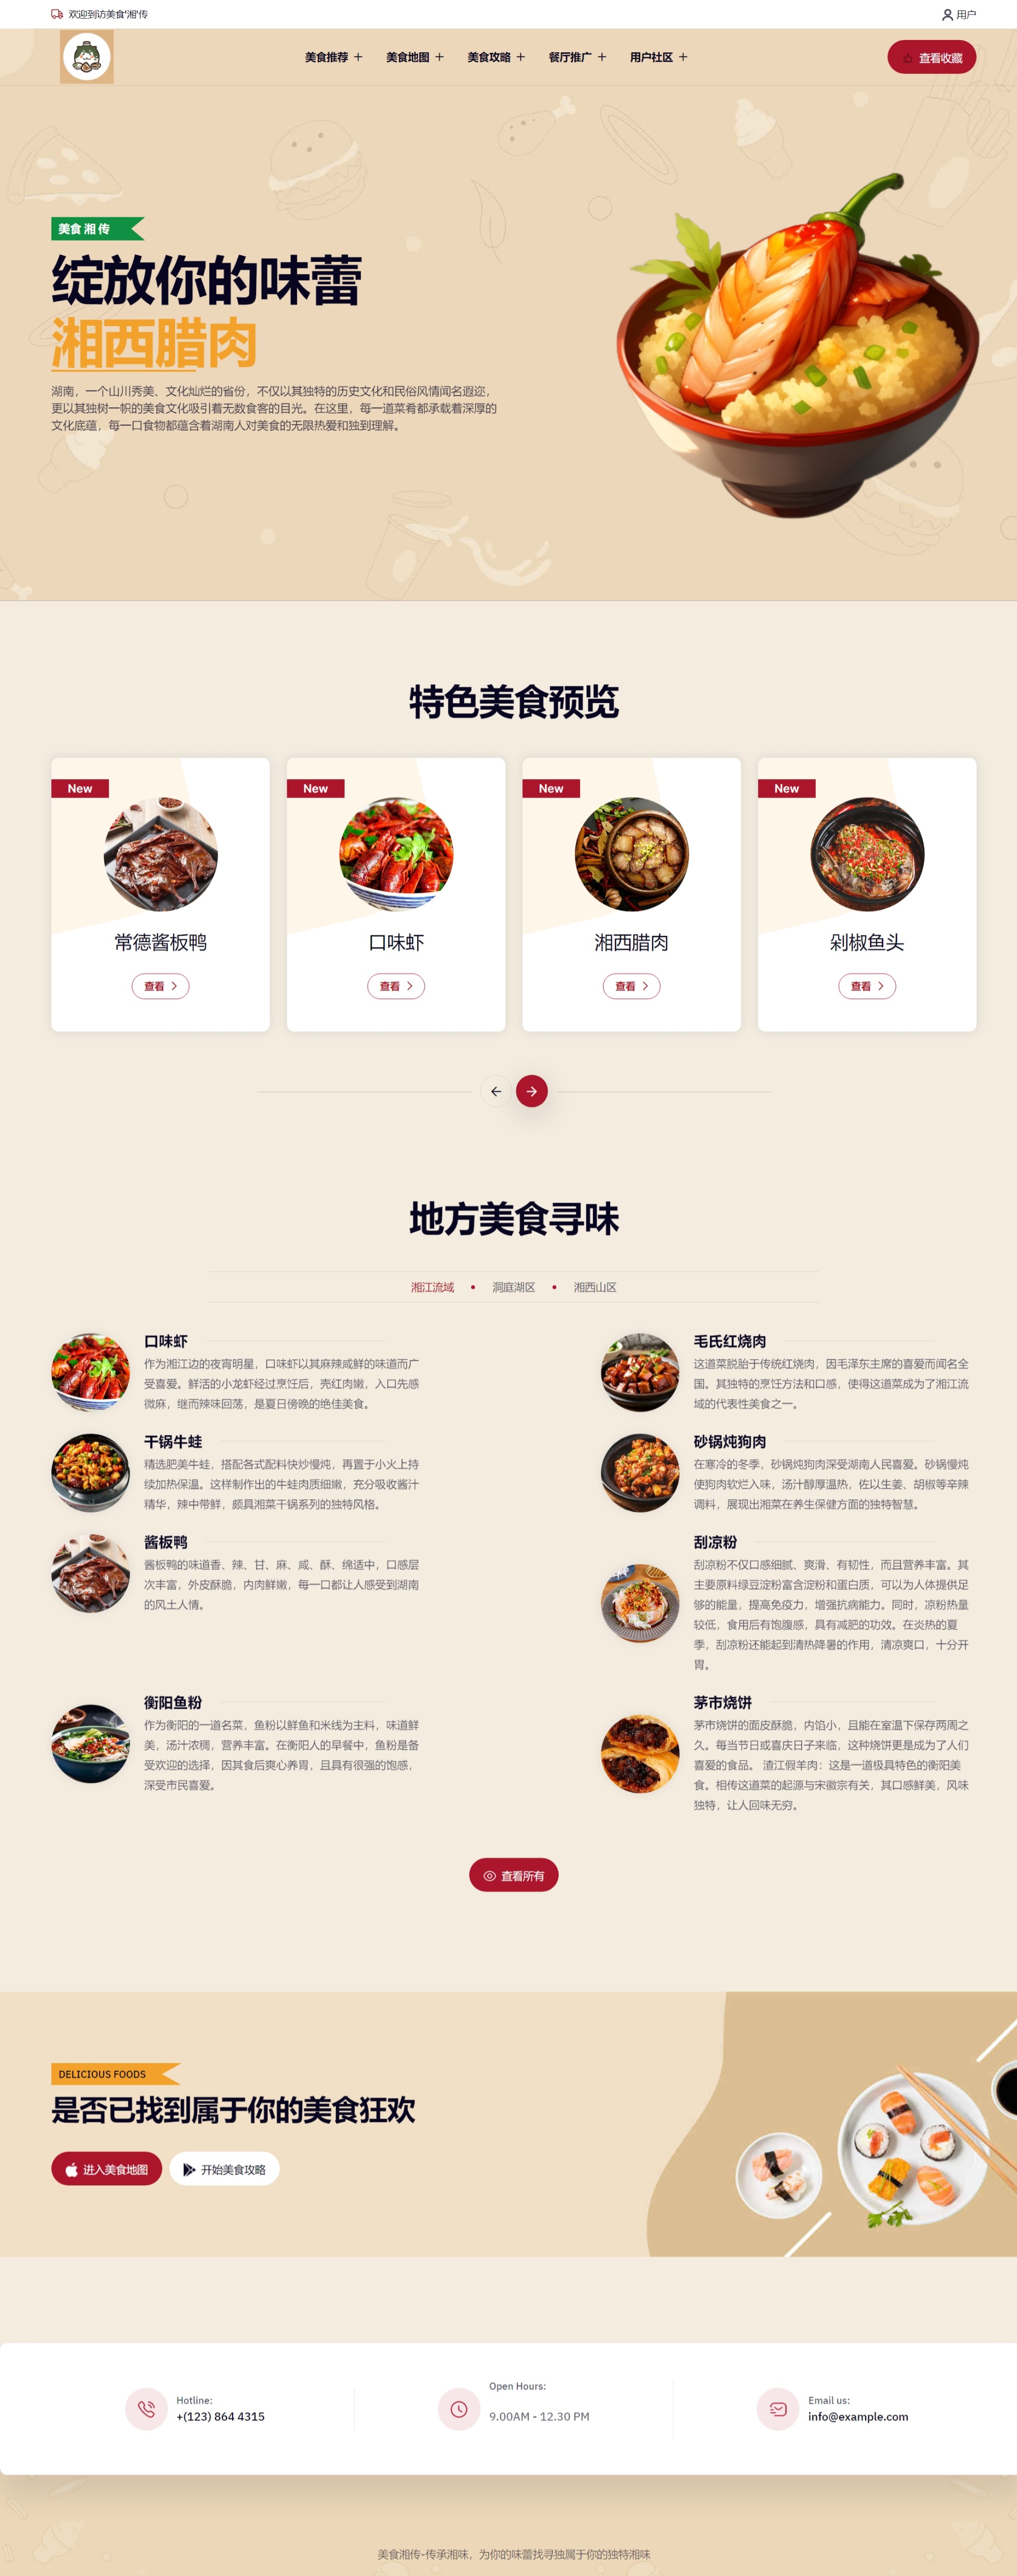 欢迎到访美食'湘'传
用户
美食推荐 美食地图 美食攻略 餐厅推广 用户社区
查看收藏
美食湘传
绽放你的味蕾
湘西腊肉
湖南，一个山川秀美、文化灿烂的省份，不仅以其独特的历史文化和民俗风情闻名遐迩，
更以其独树一帜的美食文化吸引着无数食客的目光。在这里，每一道菜肴都承载着深厚的
文化底蕴，每一口食物都蕴含着湖南人对美食的无限热爱和独到理解。
特色美食预览
New
常德酱板鸭
查看
New
口味虾
查看
New
湘西腊肉
查看
New
剁椒鱼头
查看
地方美食寻味
湘江流域 • 洞庭湖区 • 湘西山区
口味虾
作为湘江边的夜宵明星，口味虾以其麻辣咸鲜的味道而广
受喜爱。鲜活的小龙虾经过烹饪后，壳红肉嫩，入口先感
微麻，继而辣味回荡，是夏日傍晚的绝佳美食。
毛氏红烧肉
这道菜脱胎于传统红烧肉，因毛泽东主席的喜爱而闻名全
国。其独特的烹饪方法和口感，使得这道菜成为了湘江流
域的代表性美食之一。
干锅牛蛙
精选肥美牛蛙，搭配各式配料快炒慢炖，再置于小火上持
续加热保温。这样制作出的牛蛙肉质细嫩，充分吸收酱汁
精华，辣中带鲜，颇具湘菜干锅系列的独特风格。
砂锅炖狗肉
在寒冷的冬季，砂锅炖狗肉深受湖南人民喜爱。砂锅慢炖
使狗肉软烂入味，汤汁醇厚温热，佐以生姜、胡椒等辛辣
调料，展现出湘菜在养生保健方面的独特智慧。
酱板鸭
酱板鸭的味道香、辣、甘、麻、咸、酥、绵适中，口感层
次丰富，外皮酥脆，内肉鲜嫩，每一口都让人感受到湖南
的风土人情。
刮凉粉
刮凉粉不仅口感细腻、爽滑、有韧性，而且营养丰富。其
主要原料绿豆淀粉富含淀粉和蛋白质，可以为人体提供足
够的能量，提高免疫力，增强抗病能力。同时，凉粉热量
较低，食用后有饱腹感，具有减肥的功效。在炎热的夏
季，刮凉粉还能起到清热降暑的作用，清凉爽口，十分开
胃。
衡阳鱼粉
作为衡阳的一道名菜，鱼粉以鲜鱼和米线为主料，味道鲜
美，汤汁浓稠，营养丰富。在衡阳人的早餐中，鱼粉是备
受欢迎的选择，因其食后爽心养胃，且具有很强的饱感，
深受市民喜爱。
茅市烧饼
茅市烧饼的面皮酥脆，内馅小，且能在室温下保存两周之
久。每当节日或喜庆日子来临，这种烧饼更是成为了人们
喜爱的食品。 渣江假羊肉：这是一道极具特色的衡阳美
食。相传这道菜的起源与宋徽宗有关，其口感鲜美，风味
独特，让人回味无穷。
查看所有
DELICIOUS FOODS
是否已找到属于你的美食狂欢
进入美食地图
开始美食攻略
Hotline:
+(123) 864 4315
Open Hours:
9.00AM - 12.30 PM
Email us:
info@example.com
美食湘传-传承湘味，为你的味蕾找寻独属于你的独特湘味